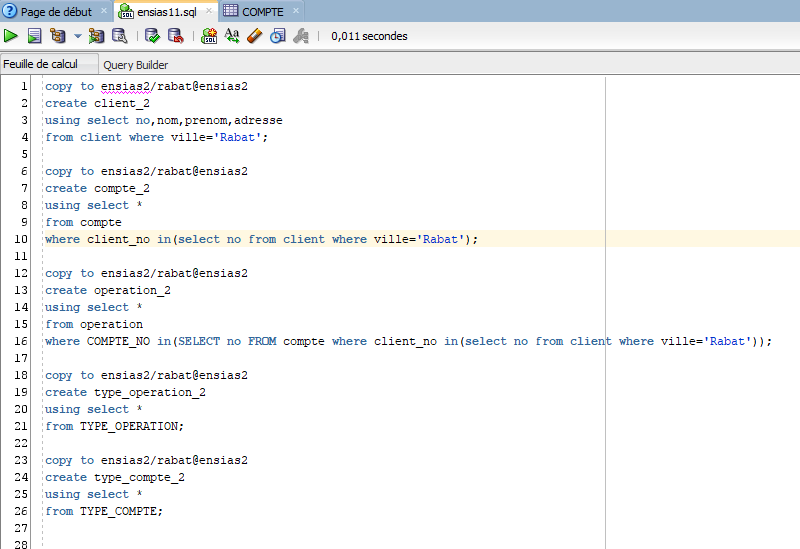 Page de début
ensias11.sql
COMPTE
0,011 secondes
Feuille de calcul
Query Builder
1 copy to ensias2/rabat@ensias2
2 create client_2
3 using select no,nom,prenom,adresse
4 from client where ville='Rabat';
5
6 copy to ensias2/rabat@ensias2
7 create compte_2
8 using select *
9 from compte
10 where client_no in(select no from client where ville='Rabat');
11
12 copy to ensias2/rabat@ensias2
13 create operation_2
14 using select *
15 from operation
16 where COMPTE_NO in(SELECT no FROM compte where client_no in(select no from client where ville='Rabat'));
17
18 copy to ensias2/rabat@ensias2
19 create type_operation_2
20 using select *
21 from TYPE_OPERATION;
22
23 copy to ensias2/rabat@ensias2
24 create type_compte_2
25 using select *
26 from TYPE_COMPTE;
27
28